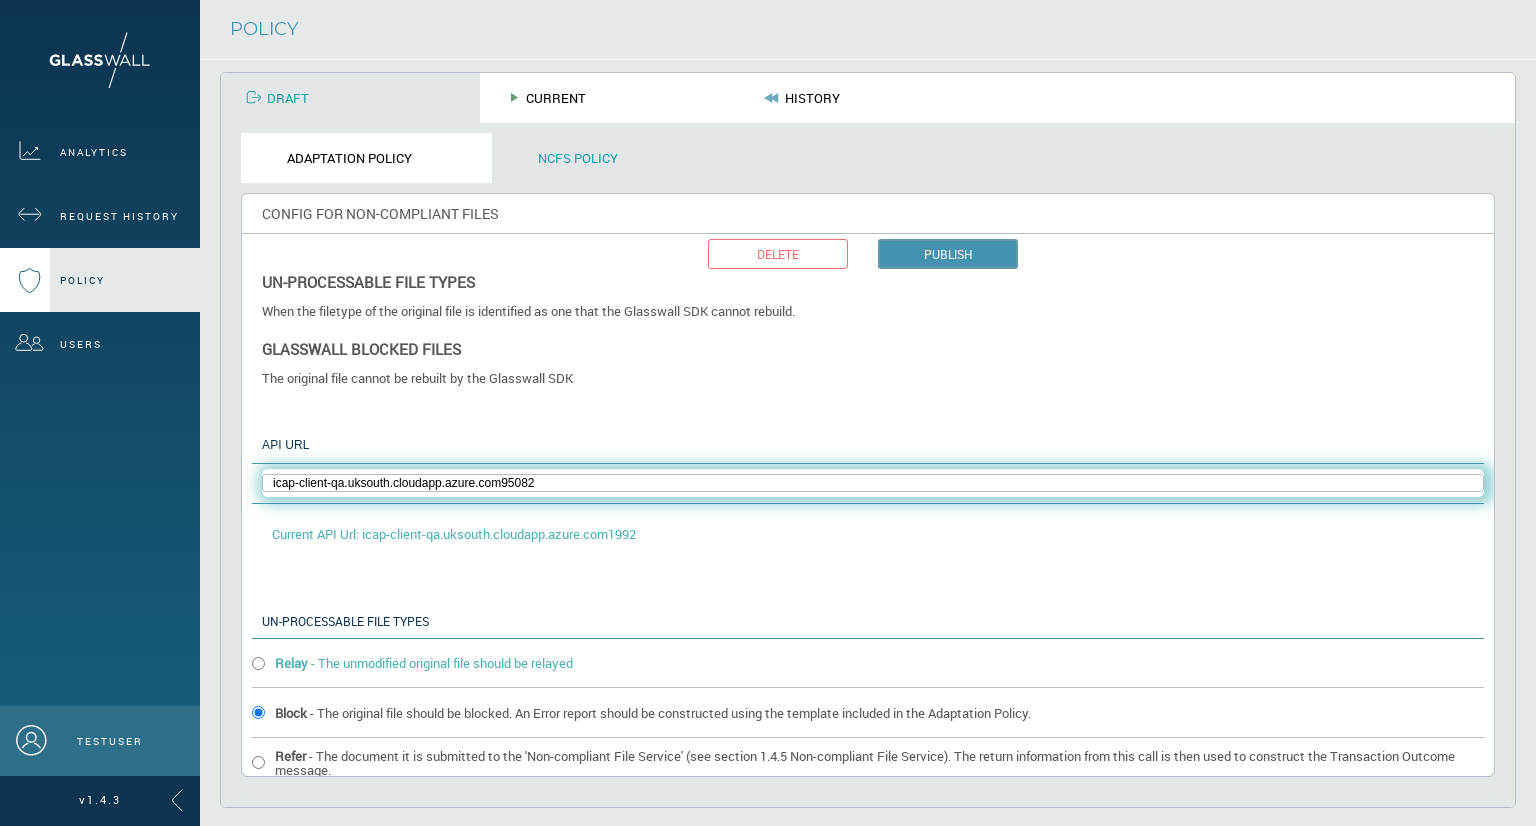 GLASSWALL
ANALYTICS
REQUEST HISTORY
POLICY
USERS
TESTUSER
v1.4.3
POLICY
DRAFT
CURRENT
HISTORY
ADAPTATION POLICY
NCFS POLICY
CONFIG FOR NON-COMPLIANT FILES
DELETE
PUBLISH
UN-PROCESSABLE FILE TYPES
When the filetype of the original file is identified as one that the Glasswall SDK cannot rebuild.
GLASSWALL BLOCKED FILES
The original file cannot be rebuilt by the Glasswall SDK
API URL
icap-client-qa.uksouth.cloudapp.azure.com95082
Current API Url: icap-client-qa.uksouth.cloudapp.azure.com1992
UN-PROCESSABLE FILE TYPES
Relay - The unmodified original file should be relayed
Block - The original file should be blocked. An Error report should be constructed using the template included in the Adaptation Policy.
Refer - The document it is submitted to the 'Non-compliant File Service' (see section 1.4.5 Non-compliant File Service). The return information from this call is then used to construct the Transaction Outcome
message.